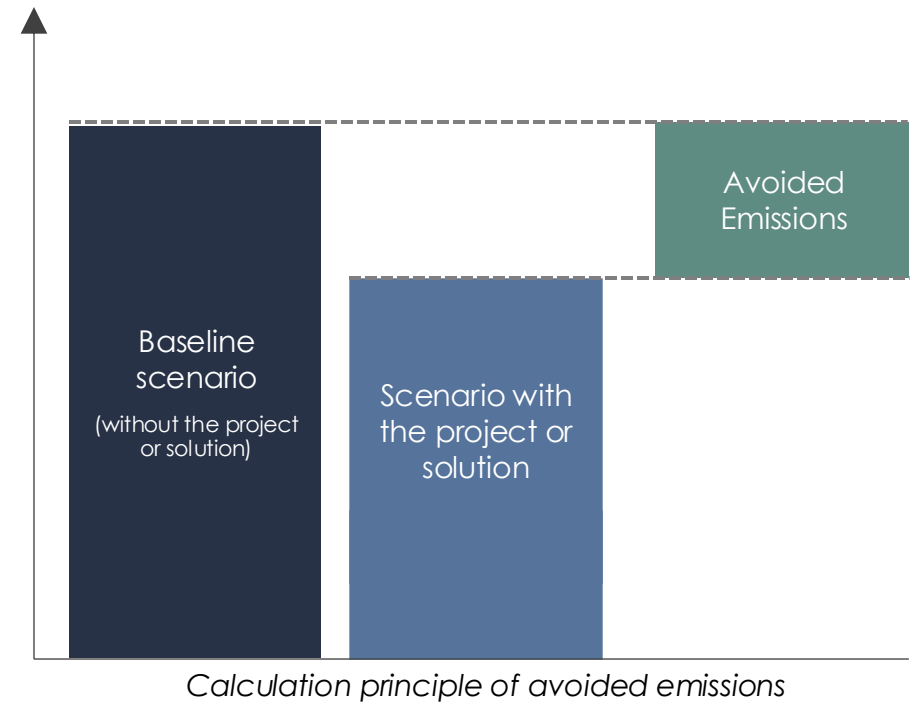 Avoided
Emissions
Baseline
scenario
(without the project
or solution)
Scenario with
the project or
solution
Calculation principle of avoided emissions